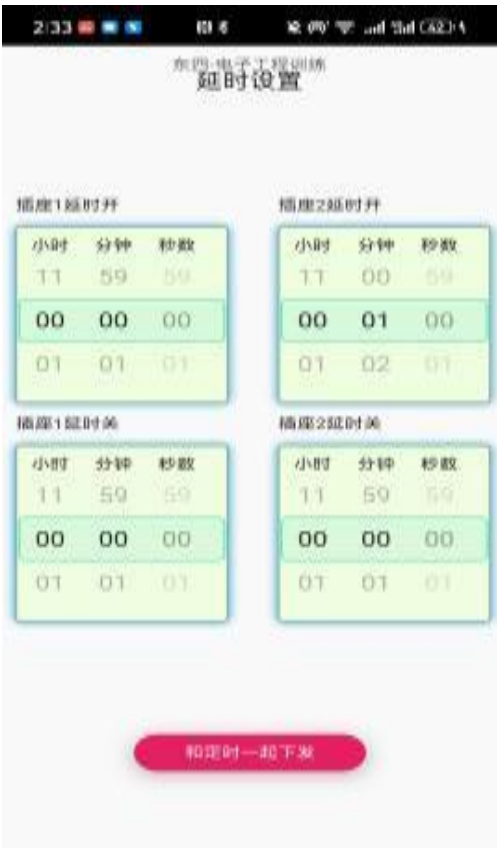 2:33 62
东四·电子工程训练
延时设置
插座1延时开 插座2延时开
小时 分钟 秒数 小时 分钟 秒数
11 59 59 11 00 59
00 00 00 00 01 00
01 01 01 01 02 01
插座1延时关 插座2延时关
小时 分钟 秒数 小时 分钟 秒数
11 59 59 11 59 59
00 00 00 00 00 00
01 01 01 01 01 01
和定时一起下发